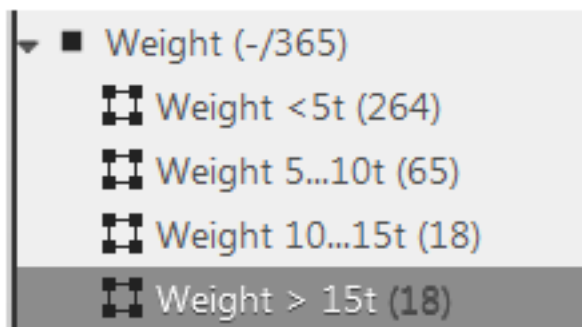 Weight (-/365)
Weight <5t (264)
Weight 5...10t (65)
Weight 10...15t (18)
Weight > 15t (18)